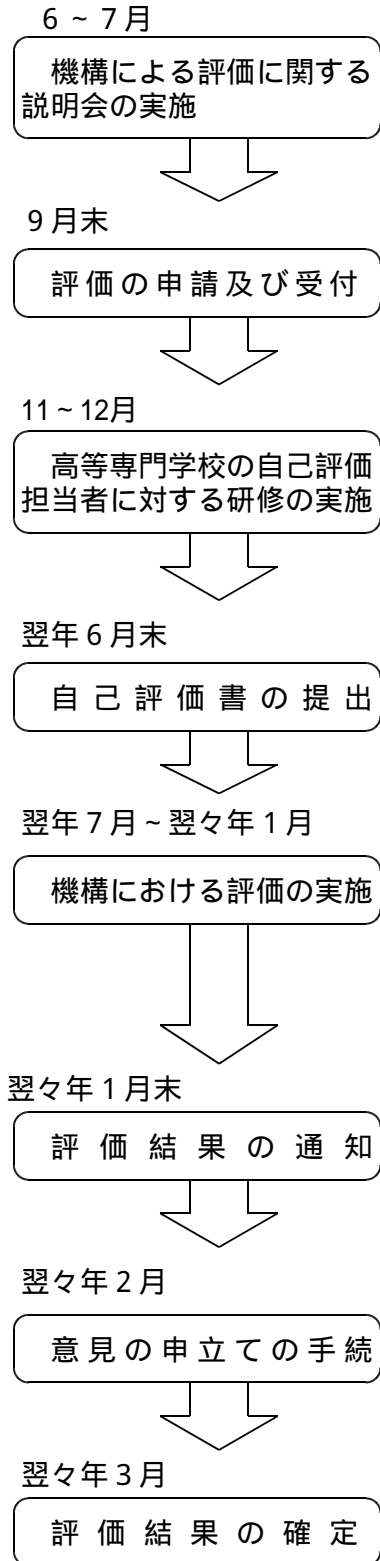 6 ~ 7月
機構による評価に関する
説明会の実施
9月末
評価の申請及び受付
11 ~ 12月
高等専門学校の自己評価
担当者に対する研修の実施
翌年6月末
自己評価書の提出
翌年7月~翌々年1月
機構における評価の実施
翌々年1月末
評価結果の通知
翌々年2月
意見の申立ての手続
翌々年3月
評価結果の確定